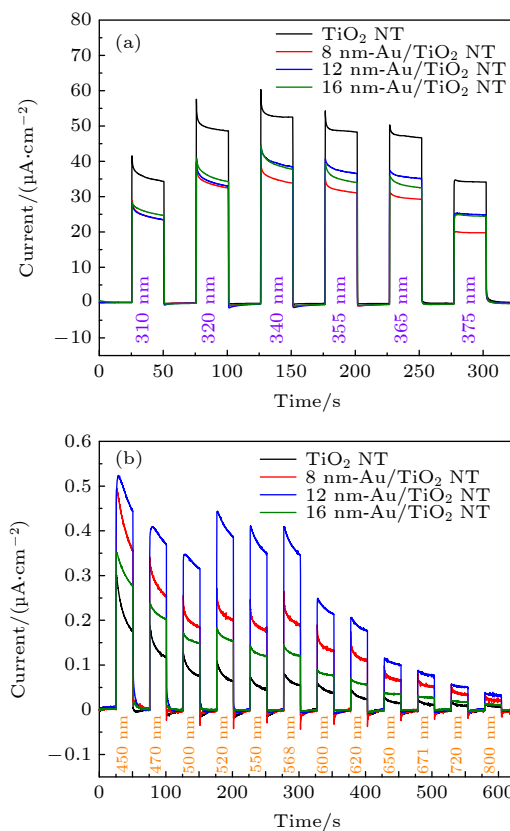 (a)
TiO₂ NT
8 nm-Au/TiO₂ NT
12 nm-Au/TiO₂ NT
16 nm-Au/TiO₂ NT
80
70
60
50
40
30
20
10
0
−10
Current/(μA·cm⁻²)
310 nm
320 nm
340 nm
355 nm
365 nm
375 nm
0 50 100 150 200 250 300
Time/s
(b)
TiO₂ NT
8 nm-Au/TiO₂ NT
12 nm-Au/TiO₂ NT
16 nm-Au/TiO₂ NT
0.6
0.5
0.4
0.3
0.2
0.1
0
−0.1
Current/(μA·cm⁻²)
450 nm
470 nm
500 nm
520 nm
550 nm
568 nm
600 nm
620 nm
650 nm
671 nm
720 nm
800 nm
0 100 200 300 400 500 600
Time/s